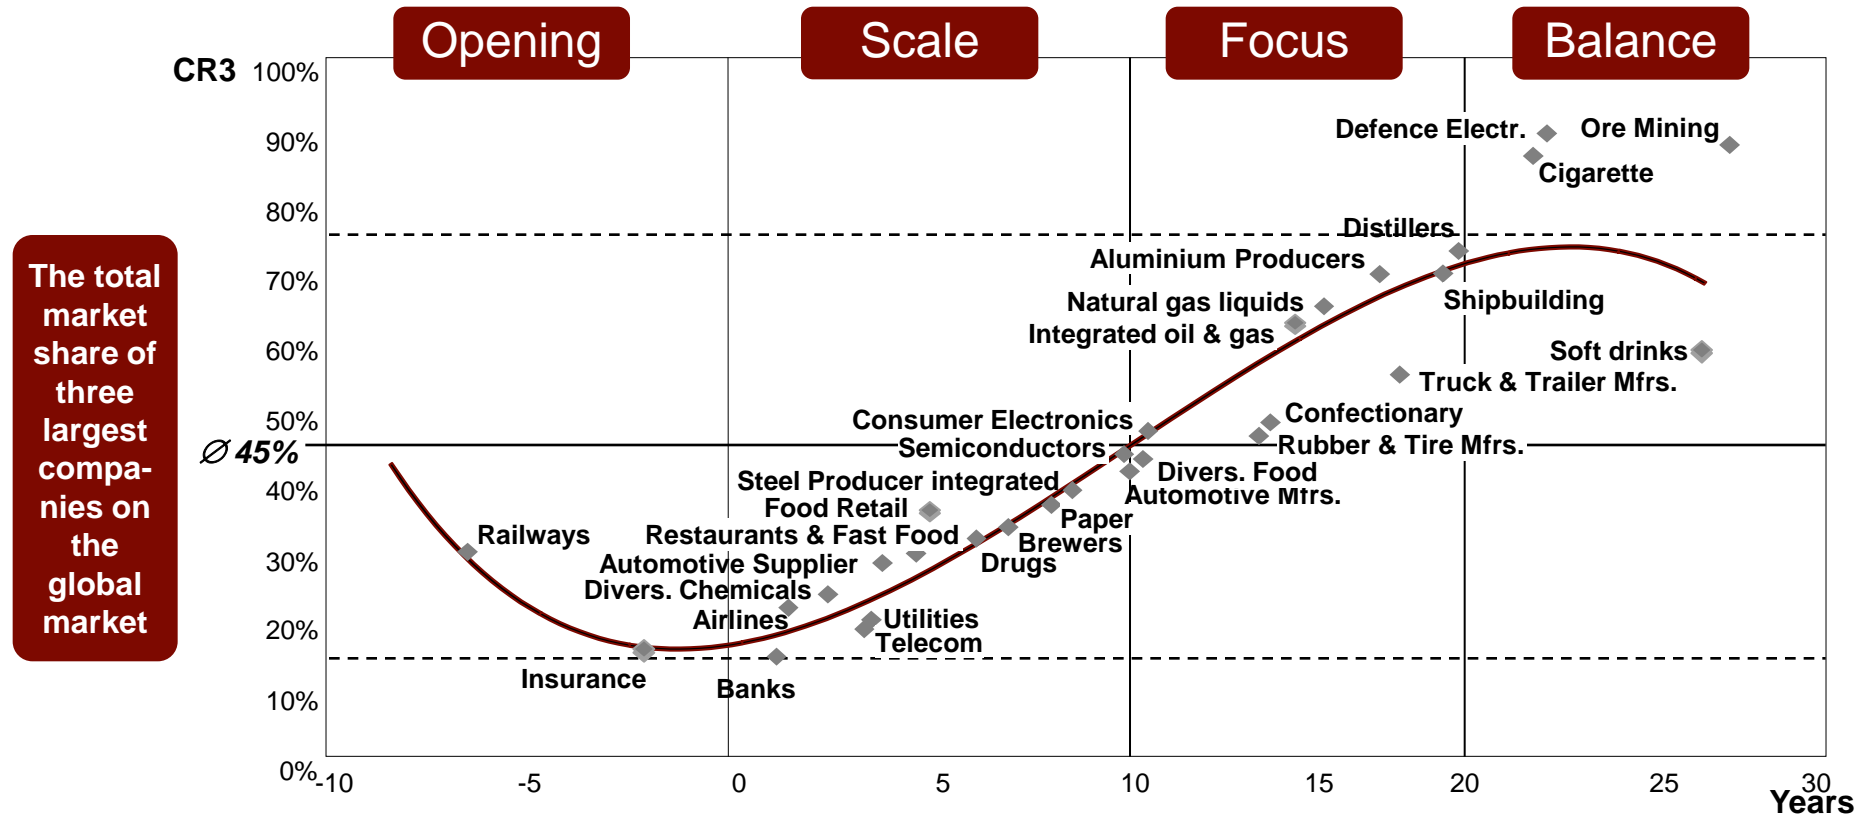 Opening
Scale
Focus
Balance
CR3
100%
90%
80%
70%
60%
50%
∅ 45%
40%
30%
20%
10%
0%
The total
market
share of
three
largest
compa-
nies on
the
global
market
Defence Electr.
Ore Mining
Cigarette
Distillers
Aluminium Producers
Natural gas liquids
Shipbuilding
Integrated oil & gas
Soft drinks
Truck & Trailer Mfrs.
Consumer Electronics
Confectionary
Semiconductors
Rubber & Tire Mfrs.
Steel Producer integrated
Divers. Food
Automotive Mfrs.
Food Retail
Paper
Railways
Restaurants & Fast Food
Brewers
Automotive Supplier
Drugs
Divers. Chemicals
Airlines
Utilities
Telecom
Insurance
Banks
-10
-5
0
5
10
15
20
25
30
Years